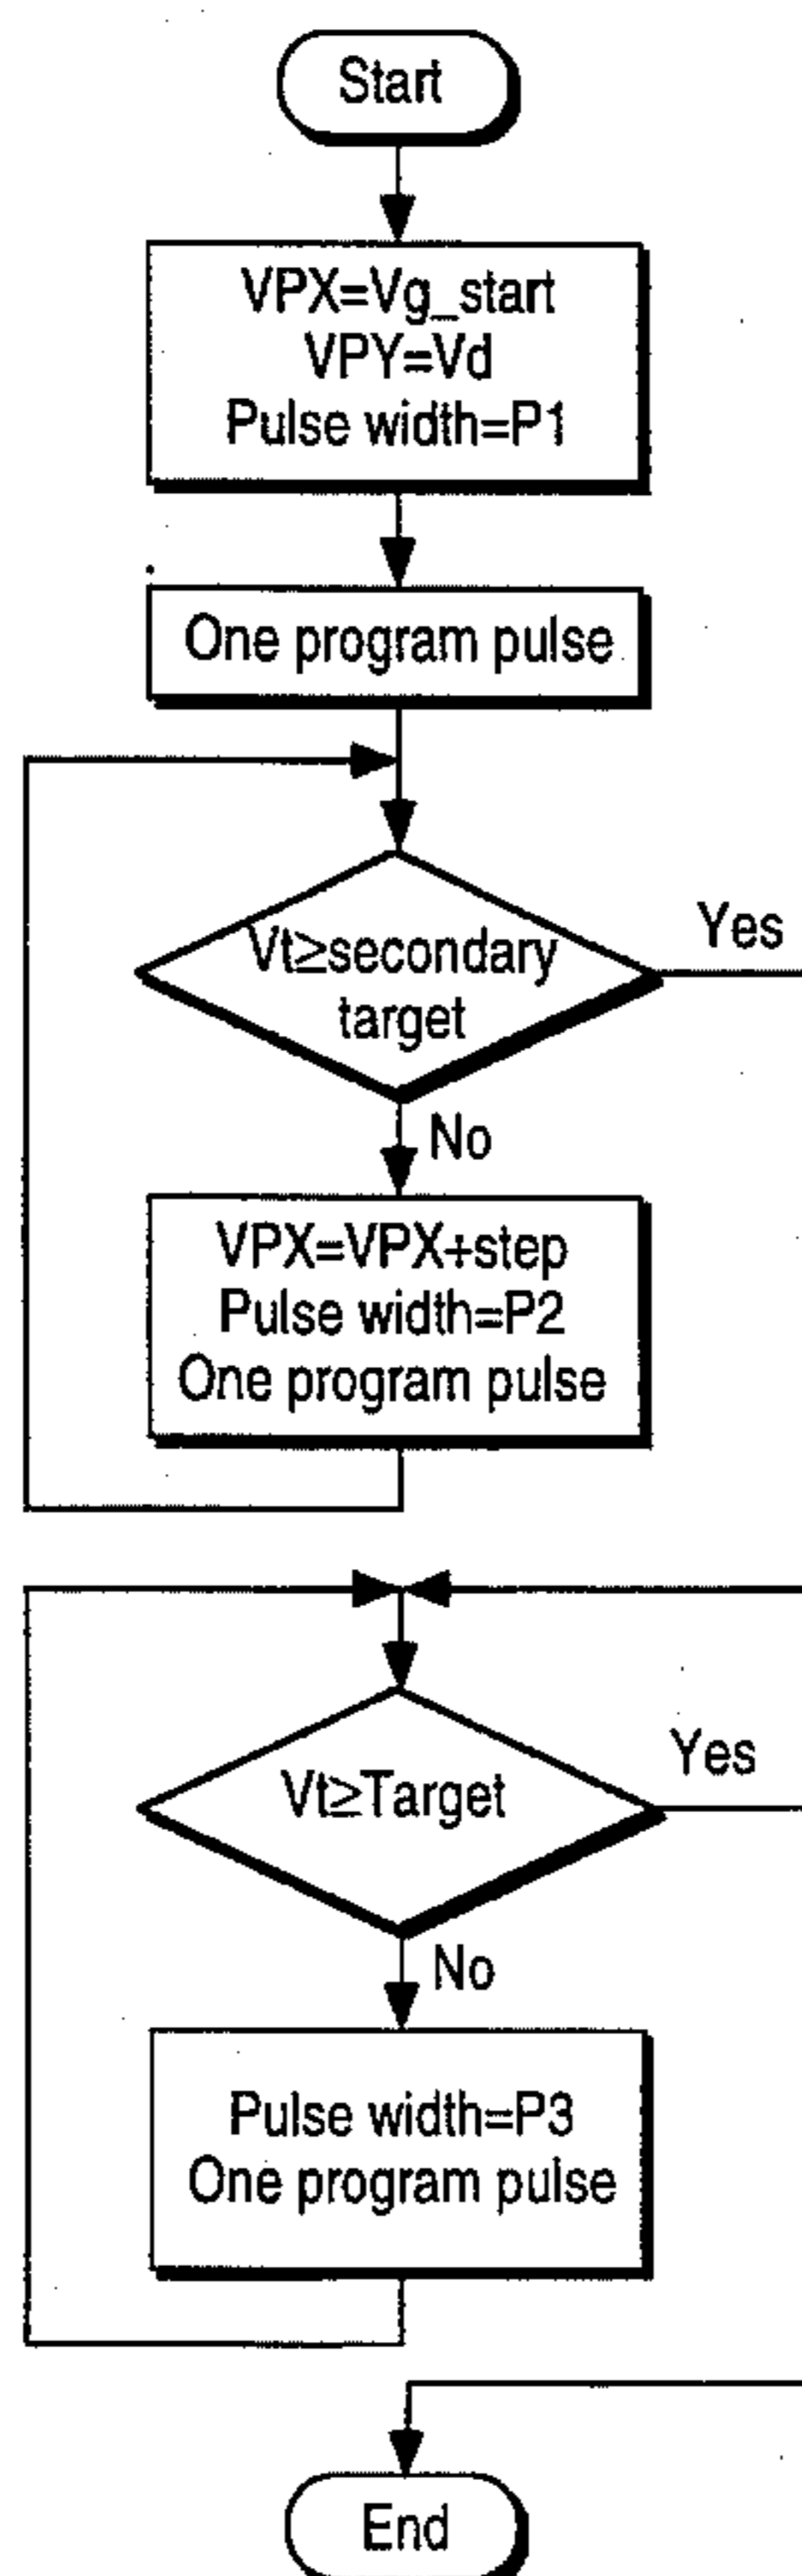 Start
VPX=Vg_start
VPY=Vd
Pulse width=P1
One program pulse
Vt≥secondary
target
Yes
No
VPX=VPX+step
Pulse width=P2
One program pulse
Vt≥Target
Yes
No
Pulse width=P3
One program pulse
End